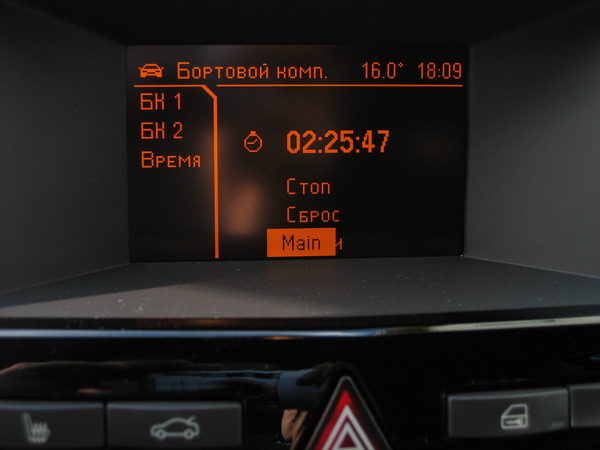 Бортовой комп. 16.0° 18:09
БК 1
БК 2
Время
02:25:47
Стоп
Сброс
Main